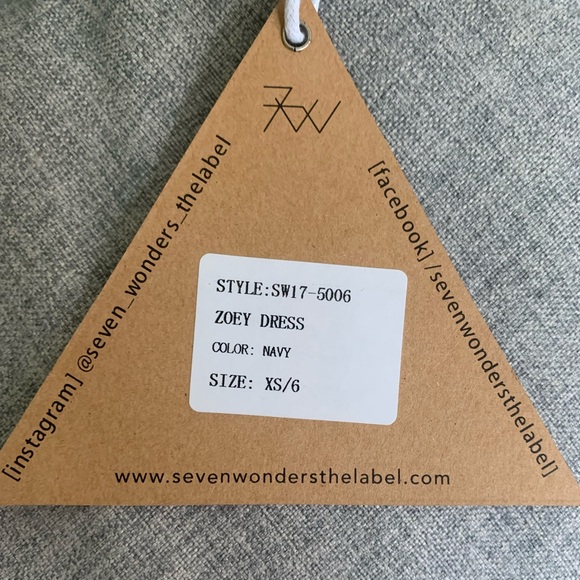 7W
[instagram] @seven_wonders_thelabel
[facebook] /sevenwondersthelabel]
STYLE:SW17-5006
ZOEY DRESS
COLOR: NAVY
SIZE: XS/6
www.sevenwondersthelabel.com